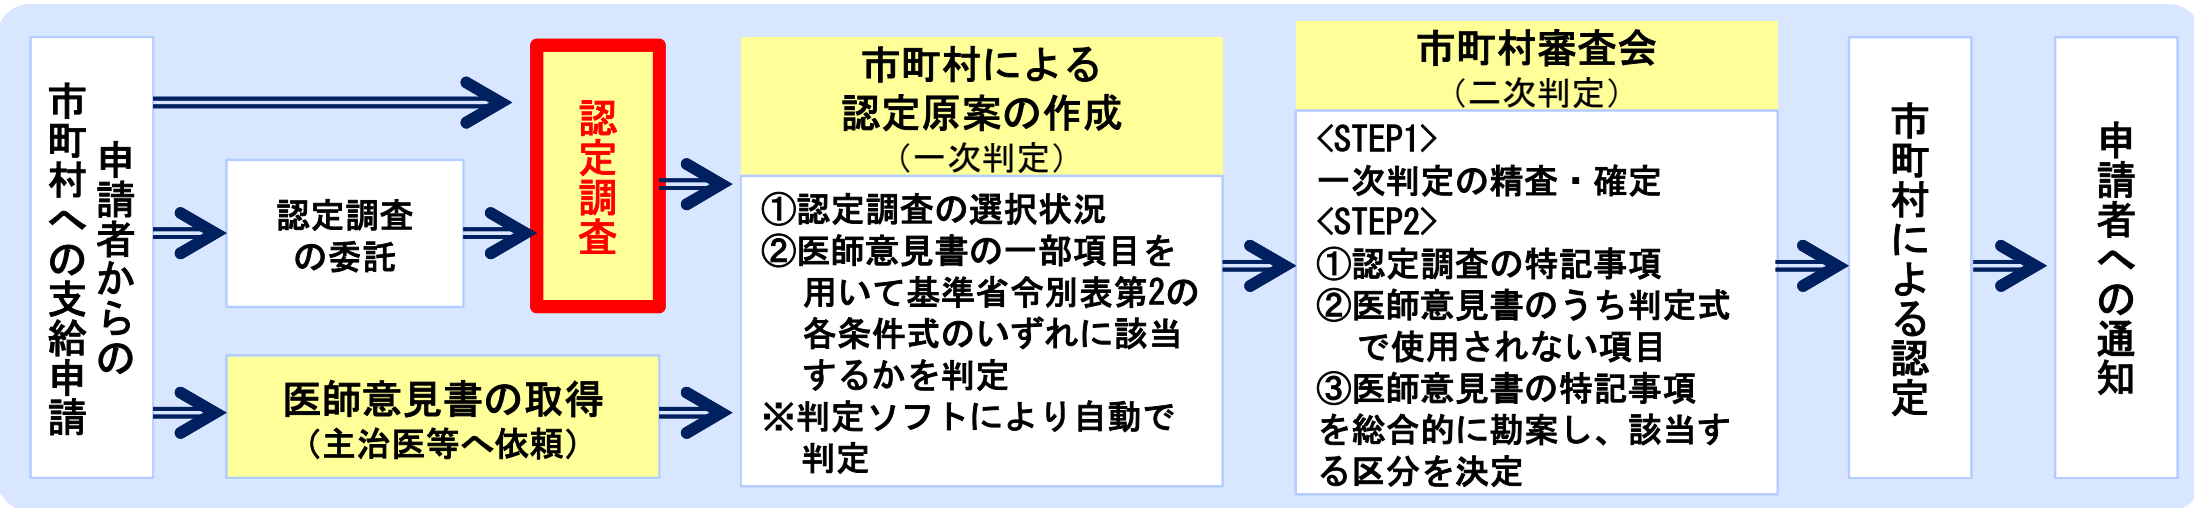 申請者からの
市町村への支給申請
認定調査
の委託
医師意見書の取得
（主治医等へ依頼）
認定調査
市町村による
認定原案の作成
（一次判定）
①認定調査の選択状況
②医師意見書の一部項目を
用いて基準省令別表第2の
各条件式のいずれに該当
するかを判定
※判定ソフトにより自動で
判定
市町村審査会
（二次判定）
<STEP1>
一次判定の精査・確定
<STEP2>
①認定調査の特記事項
②医師意見書のうち判定式
で使用されない項目
③医師意見書の特記事項
を総合的に勘案し、該当す
る区分を決定
市町村による認定
申請者への通知